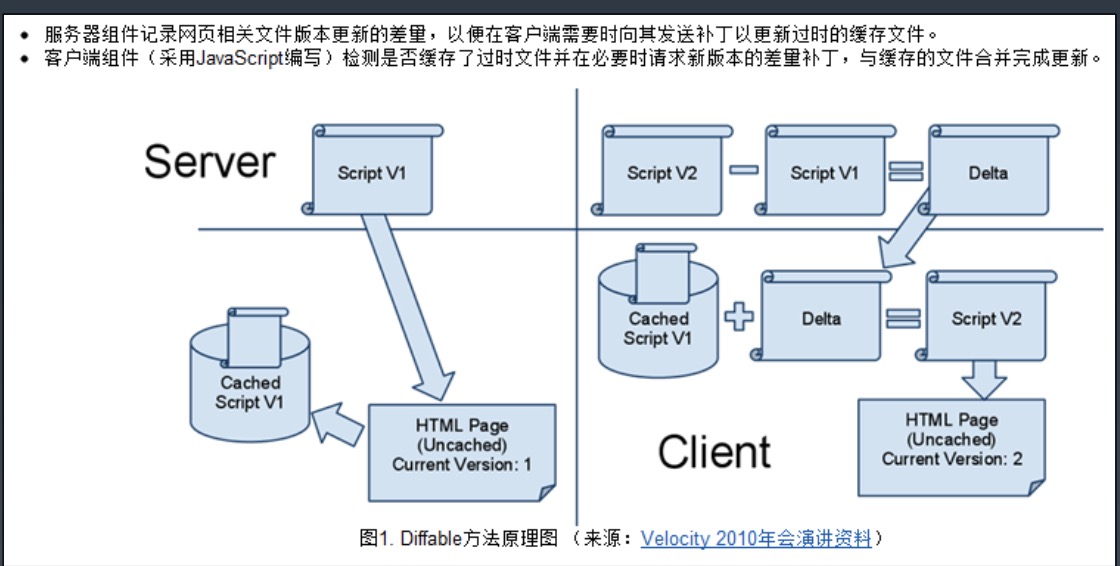 服务器组件记录网页相关文件版本更新的差量，以便在客户端需要时向其发送补丁以更新过时的缓存文件。
客户端组件（采用JavaScript编写）检测是否缓存了过时文件并在必要时请求新版本的差量补丁，与缓存的文件合并完成更新。
Server
Script V1
Script V2
Script V1
Delta
Cached
Script V1
HTML Page
(Uncached)
Current Version: 1
Cached
Script V1
Delta
Script V2
HTML Page
(Uncached)
Current Version: 2
Client
图1. Diffable方法原理图 （来源：Velocity 2010年会演讲资料）